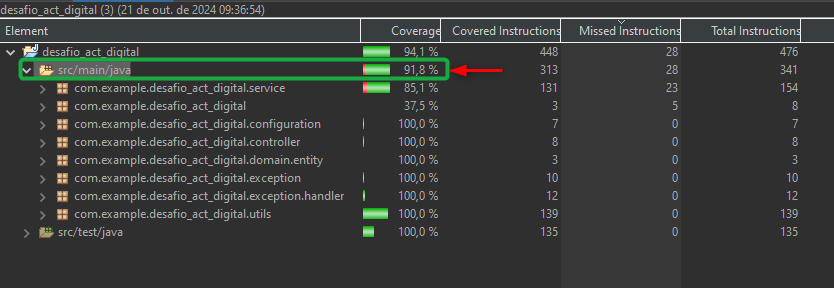 desafio_act_digital (3) (21 de out. de 2024 09:36:54)
Element Coverage Covered Instructions Missed Instructions Total Instructions
desafio_act_digital 94,1 % 448 28 476
src/main/java 91,8 % 313 28 341
com.example.desafio_act_digital.service 85,1 % 131 23 154
com.example.desafio_act_digital 37,5 % 3 5 8
com.example.desafio_act_digital.configuration 100,0 % 7 0 7
com.example.desafio_act_digital.controller 100,0 % 8 0 8
com.example.desafio_act_digital.domain.entity 100,0 % 3 0 3
com.example.desafio_act_digital.exception 100,0 % 10 0 10
com.example.desafio_act_digital.exception.handler 100,0 % 12 0 12
com.example.desafio_act_digital.utils 100,0 % 139 0 139
src/test/java 100,0 % 135 0 135